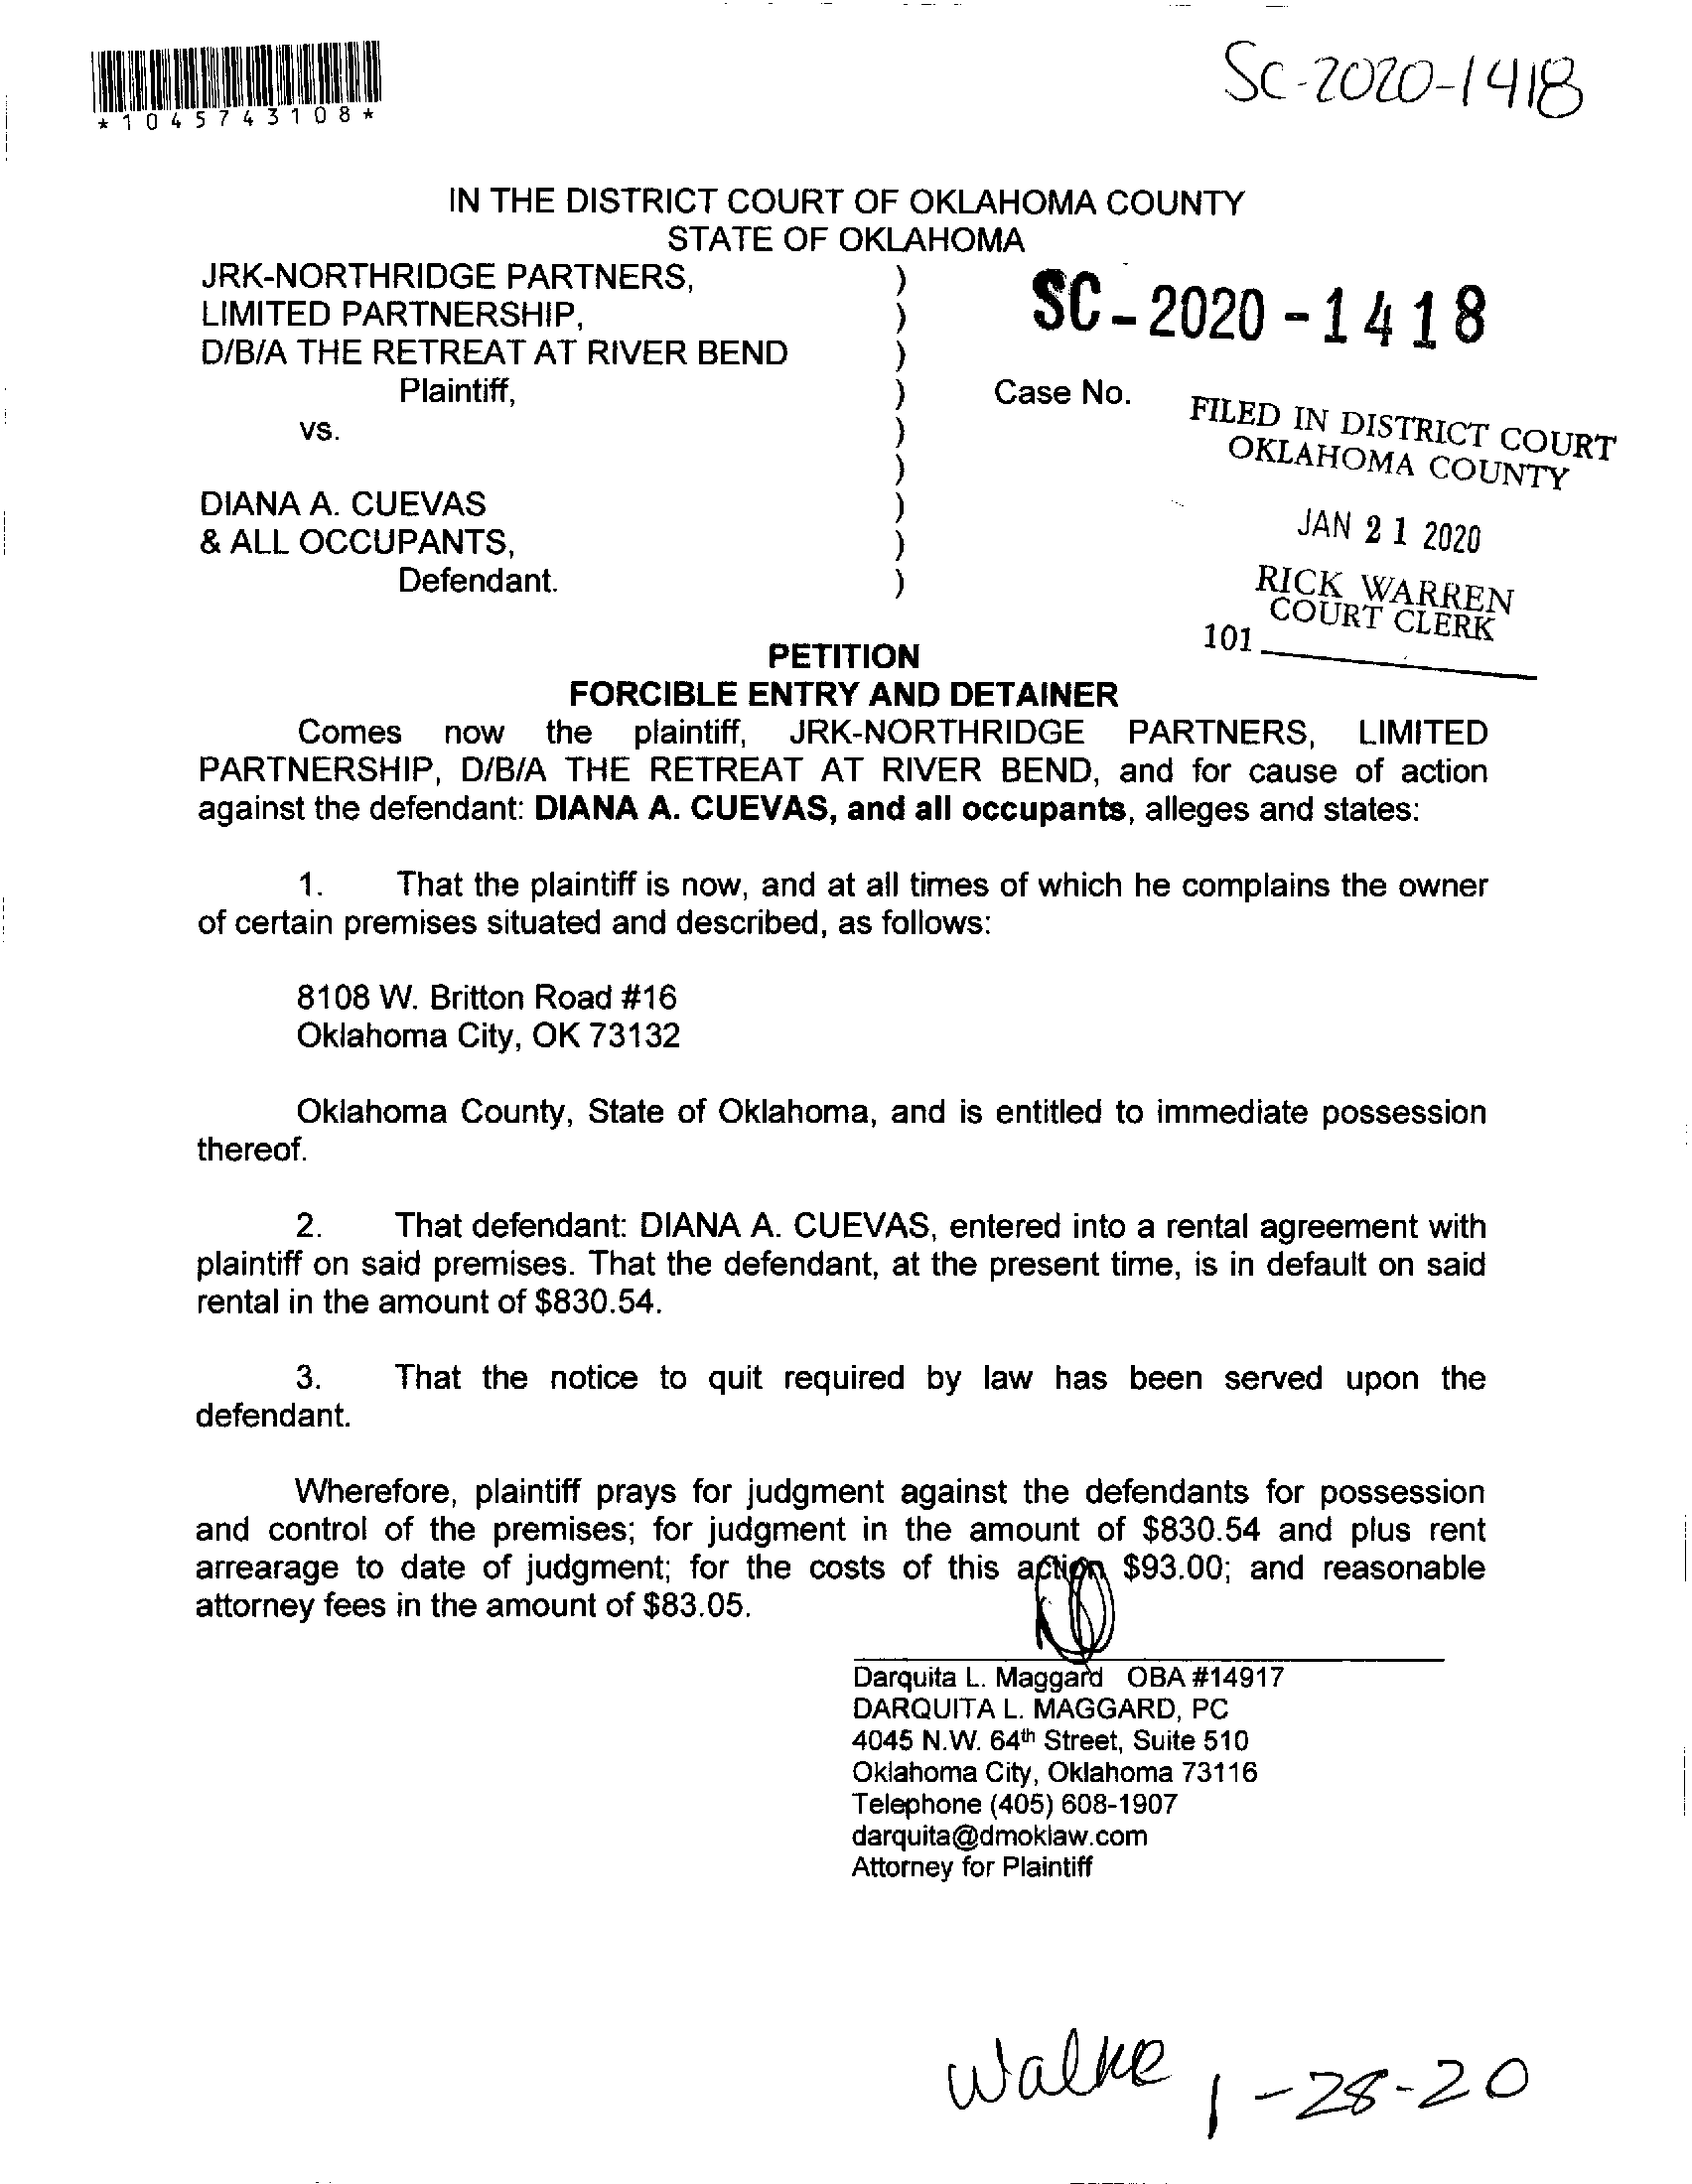 SC-2020-1418
*1045743108*
IN THE DISTRICT COURT OF OKLAHOMA COUNTY
STATE OF OKLAHOMA
JRK-NORTHRIDGE PARTNERS, )
LIMITED PARTNERSHIP, ) SC-2020-1418
D/B/A THE RETREAT AT RIVER BEND )
Plaintiff, ) Case No.
vs. )
)
DIANA A. CUEVAS )
& ALL OCCUPANTS, )
Defendant. )
FILED IN DISTRICT COURT
OKLAHOMA COUNTY
JAN 21 2020
RICK WARREN
COURT CLERK
101
PETITION
FORCIBLE ENTRY AND DETAINER
Comes now the plaintiff, JRK-NORTHRIDGE PARTNERS, LIMITED
PARTNERSHIP, D/B/A THE RETREAT AT RIVER BEND, and for cause of action
against the defendant: DIANA A. CUEVAS, and all occupants, alleges and states:
1. That the plaintiff is now, and at all times of which he complains the owner
of certain premises situated and described, as follows:
8108 W. Britton Road #16
Oklahoma City, OK 73132
Oklahoma County, State of Oklahoma, and is entitled to immediate possession
thereof.
2. That defendant: DIANA A. CUEVAS, entered into a rental agreement with
plaintiff on said premises. That the defendant, at the present time, is in default on said
rental in the amount of $830.54.
3. That the notice to quit required by law has been served upon the
defendant.
Wherefore, plaintiff prays for judgment against the defendants for possession
and control of the premises; for judgment in the amount of $830.54 and plus rent
arrearage to date of judgment; for the costs of this action $93.00; and reasonable
attorney fees in the amount of $83.05.
Darquita L. Maggard OBA #14917
DARQUITA L. MAGGARD, PC
4045 N.W. 64th Street, Suite 510
Oklahoma City, Oklahoma 73116
Telephone (405) 608-1907
darquita@dmoklaw.com
Attorney for Plaintiff
Walke 1-28-20